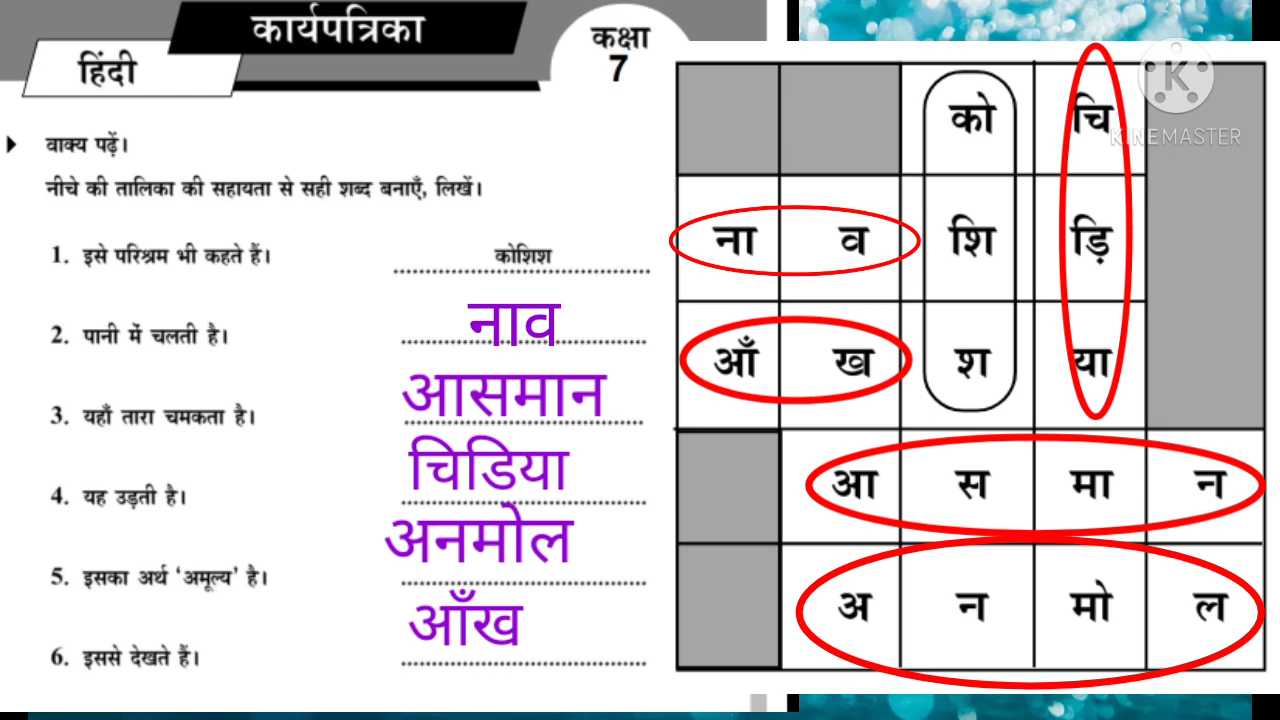 कार्यपत्रिका
हिंदी
कक्षा
7
वाक्य पढ़ें।
नीचे की तालिका की सहायता से सही शब्द बनाएँ, लिखें।
1. इसे परिश्रम भी कहते हैं। कोशिश
2. पानी में चलती है। नाव
3. यहाँ तारा चमकता है। आसमान
4. यह उड़ती है। चिडिया
5. इसका अर्थ ‘अमूल्य’ है। अनमोल
6. इससे देखते हैं। आँख
को चि
ना व शि ड़ि
आँ ख श या
आ स मा न
अ न मो ल
K
KINEMASTER